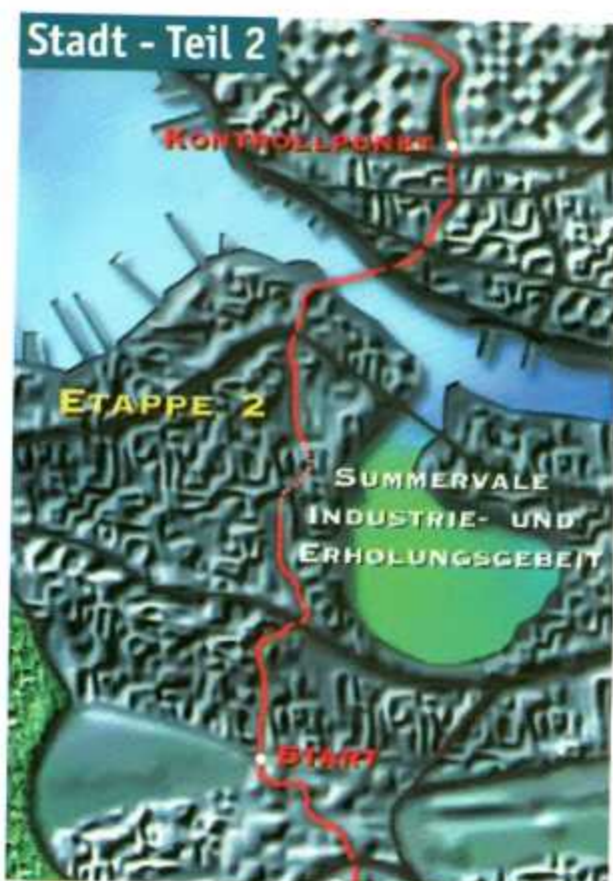 Stadt - Teil 2
KONTROLLPUNKT
ETAPPE 2
SUMMERVALE
INDUSTRIE- UND
ERHOLUNGSGEBEIT
START